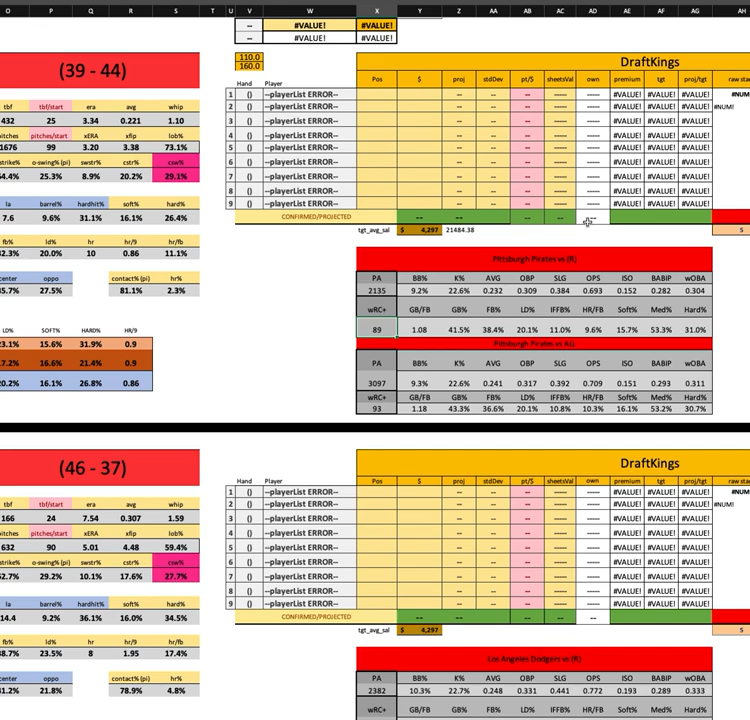 O P Q R S T U V W X Y Z AA AB AC AD AE AF AG AH
-- #VALUE! #VALUE!
-- #VALUE! #VALUE!
110.0
160.0
(39 - 44) DraftKings
Hand Player Pos $ proj stdDev pt/$ sheetsVal own premium tgt proj/tgt raw sta
1 () --playerList ERROR-- -- -- -- ----- ----- #VALUE! #VALUE! #VALUE! #NUM
2 () --playerList ERROR-- -- -- -- ----- ----- #VALUE! #VALUE! #VALUE! #NUM!
3 () --playerList ERROR-- -- -- -- ----- ----- #VALUE! #VALUE! #VALUE!
4 () --playerList ERROR-- -- -- -- ----- ----- #VALUE! #VALUE! #VALUE!
5 () --playerList ERROR-- -- -- -- ----- ----- #VALUE! #VALUE! #VALUE!
6 () --playerList ERROR-- -- -- -- ----- ----- #VALUE! #VALUE! #VALUE!
7 () --playerList ERROR-- -- -- -- ----- ----- #VALUE! #VALUE! #VALUE!
8 () --playerList ERROR-- -- -- -- ----- ----- #VALUE! #VALUE! #VALUE!
9 () --playerList ERROR-- -- -- -- ----- ----- #VALUE! #VALUE! #VALUE!
CONFIRMED/PROJECTED -- -- -- -- --
tgt_avg_sal $ 4,297 21484.38 5
tbf tbf/start era avg whip
432 25 3.34 0.221 1.10
pitches pitches/start xERA xfip lob%
1676 99 3.20 3.38 73.1%
strike% o-swing% (pi) swstr% cstr% csw%
54.4% 25.3% 8.9% 20.2% 29.1%
la barrel% hardhit% soft% hard%
7.6 9.6% 31.1% 16.1% 26.4%
fb% ld% hr hr/9 hr/fb
32.3% 20.0% 10 0.86 11.1%
center oppo contact% (pi) hr%
35.7% 27.5% 81.1% 2.3%
LD% SOFT% HARD% HR/9
23.1% 15.6% 31.9% 0.9
17.2% 16.6% 21.4% 0.9
20.2% 16.1% 26.8% 0.86
Pittsburgh Pirates vs (R)
PA BB% K% AVG OBP SLG OPS ISO BABIP wOBA
2135 9.2% 22.6% 0.232 0.309 0.384 0.693 0.152 0.282 0.304
wRC+ GB/FB GB% FB% LD% IFFB% HR/FB Soft% Med% Hard%
89 1.08 41.5% 38.4% 20.1% 11.0% 9.6% 15.7% 53.3% 31.0%
Pittsburgh Pirates vs ALL
PA BB% K% AVG OBP SLG OPS ISO BABIP wOBA
3097 9.3% 22.6% 0.241 0.317 0.392 0.709 0.151 0.293 0.311
wRC+ GB/FB GB% FB% LD% IFFB% HR/FB Soft% Med% Hard%
93 1.18 43.3% 36.6% 20.1% 10.8% 10.3% 16.1% 53.2% 30.7%
(46 - 37) DraftKings
Hand Player Pos $ proj stdDev pt/$ sheetsVal own premium tgt proj/tgt raw sta
1 () --playerList ERROR-- -- -- -- ----- ----- #VALUE! #VALUE! #VALUE! #NUM
2 () --playerList ERROR-- -- -- -- ----- ----- #VALUE! #VALUE! #VALUE! #NUM!
3 () --playerList ERROR-- -- -- -- ----- ----- #VALUE! #VALUE! #VALUE!
4 () --playerList ERROR-- -- -- -- ----- ----- #VALUE! #VALUE! #VALUE!
5 () --playerList ERROR-- -- -- -- ----- ----- #VALUE! #VALUE! #VALUE!
6 () --playerList ERROR-- -- -- -- ----- ----- #VALUE! #VALUE! #VALUE!
7 () --playerList ERROR-- -- -- -- ----- ----- #VALUE! #VALUE! #VALUE!
8 () --playerList ERROR-- -- -- -- ----- ----- #VALUE! #VALUE! #VALUE!
9 () --playerList ERROR-- -- -- -- ----- ----- #VALUE! #VALUE! #VALUE!
CONFIRMED/PROJECTED -- -- -- -- --
tgt_avg_sal $ 4,297 5
tbf tbf/start era avg whip
166 24 7.54 0.307 1.59
pitches pitches/start xERA xfip lob%
632 90 5.01 4.48 59.4%
strike% o-swing% (pi) swstr% cstr% csw%
62.7% 29.2% 10.1% 17.6% 27.7%
la barrel% hardhit% soft% hard%
14.4 9.2% 36.1% 16.0% 34.5%
fb% ld% hr hr/9 hr/fb
38.7% 23.5% 8 1.95 17.4%
center oppo contact% (pi) hr%
41.2% 21.8% 78.9% 4.8%
Los Angeles Dodgers vs (R)
PA BB% K% AVG OBP SLG OPS ISO BABIP wOBA
2382 10.3% 22.7% 0.248 0.331 0.441 0.772 0.193 0.289 0.333
wRC+ GB/FB GB% FB% LD% IFFB% HR/FB Soft% Med% Hard%